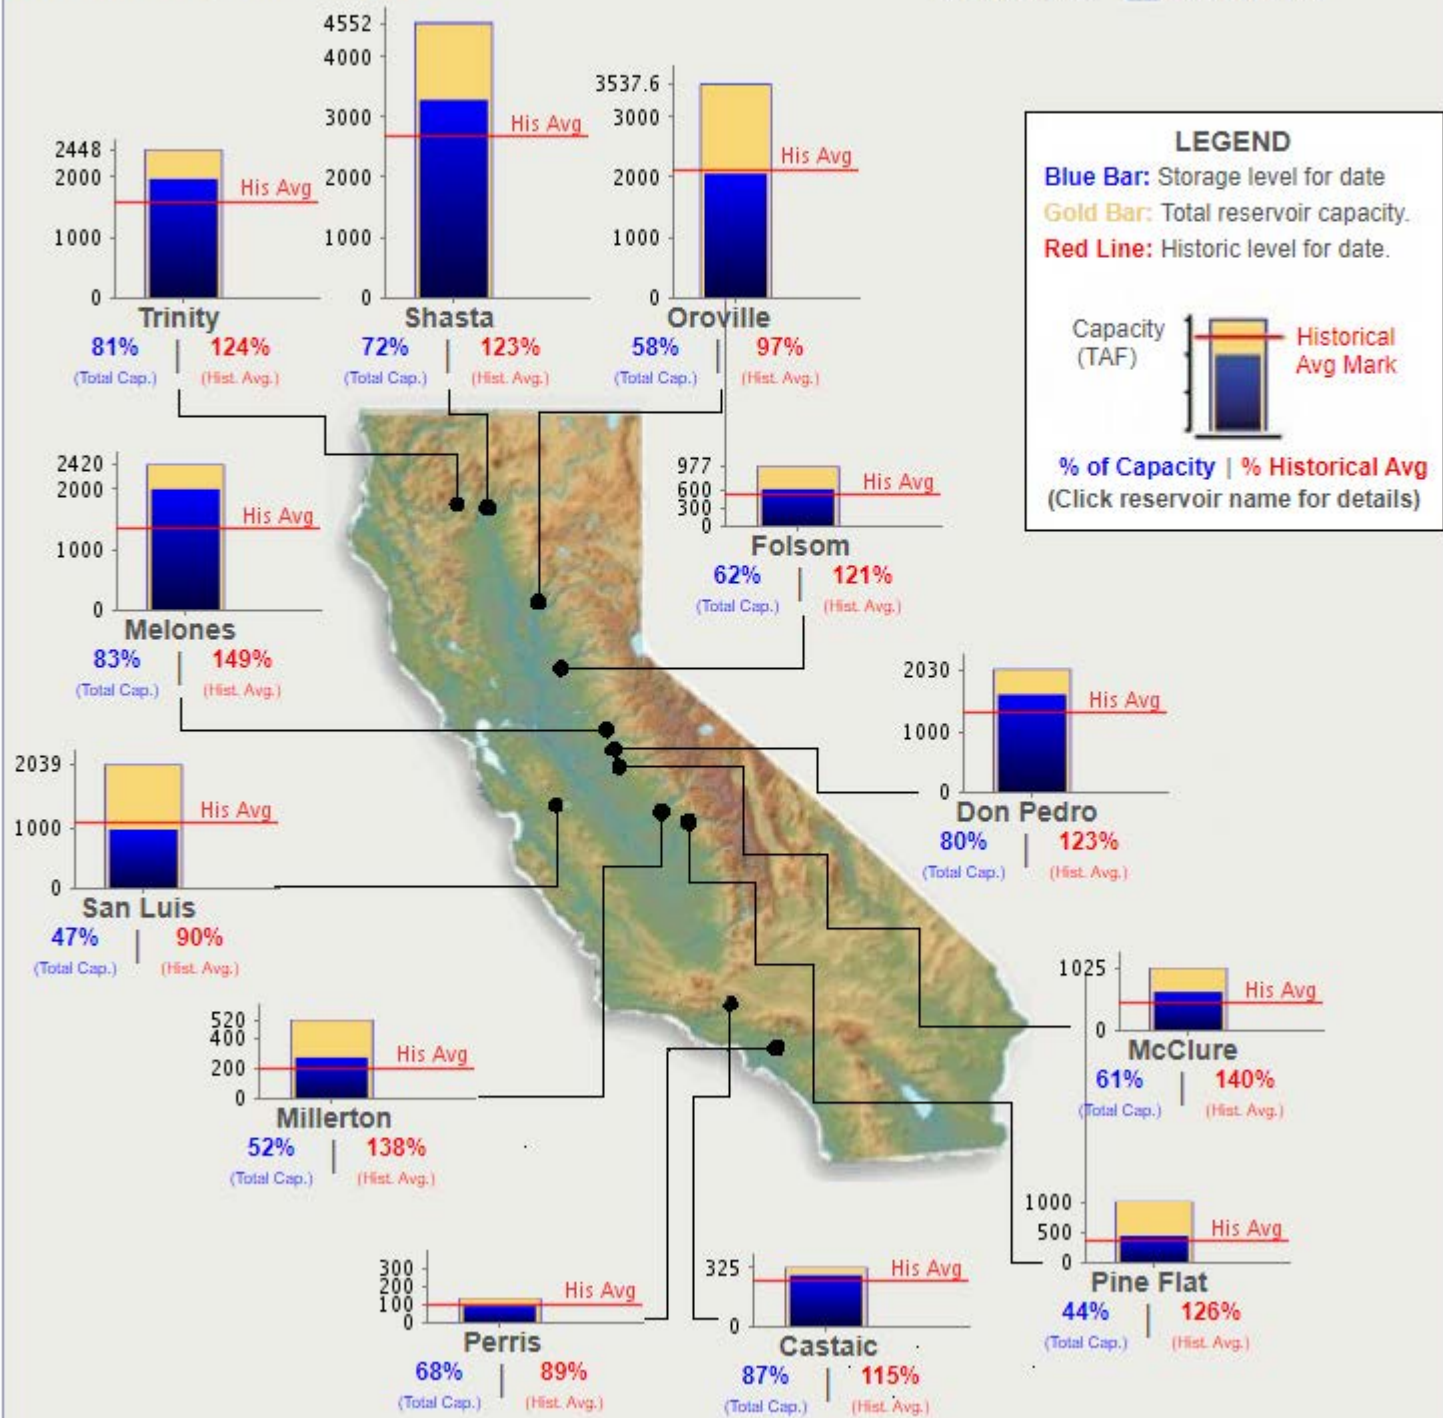 4552
4000
3000
2000
1000
0
His Avg
Shasta
72% | 123%
(Total Cap.) (Hist. Avg.)
3537.6
3000
2000
1000
0
His Avg
Oroville
58% | 97%
(Total Cap.) (Hist. Avg.)
2448
2000
1000
0
His Avg
Trinity
81% | 124%
(Total Cap.) (Hist. Avg.)
LEGEND
Blue Bar: Storage level for date
Gold Bar: Total reservoir capacity.
Red Line: Historic level for date.
Capacity
(TAF)
Historical
Avg Mark
% of Capacity | % Historical Avg
(Click reservoir name for details)
2420
2000
1000
0
His Avg
Melones
83% | 149%
(Total Cap.) (Hist. Avg.)
977
600
300
0
His Avg
Folsom
62% | 121%
(Total Cap.) (Hist. Avg.)
2030
1000
0
His Avg
Don Pedro
80% | 123%
(Total Cap.) (Hist. Avg.)
2039
1000
0
His Avg
San Luis
47% | 90%
(Total Cap.) (Hist. Avg.)
1025
0
His Avg
McClure
61% | 140%
(Total Cap.) (Hist. Avg.)
520
400
200
0
His Avg
Millerton
52% | 138%
(Total Cap.) (Hist. Avg.)
1000
500
0
His Avg
Pine Flat
44% | 126%
(Total Cap.) (Hist. Avg.)
300
200
100
0
His Avg
Perris
68% | 89%
(Total Cap.) (Hist. Avg.)
325
0
His Avg
Castaic
87% | 115%
(Total Cap.) (Hist. Avg.)